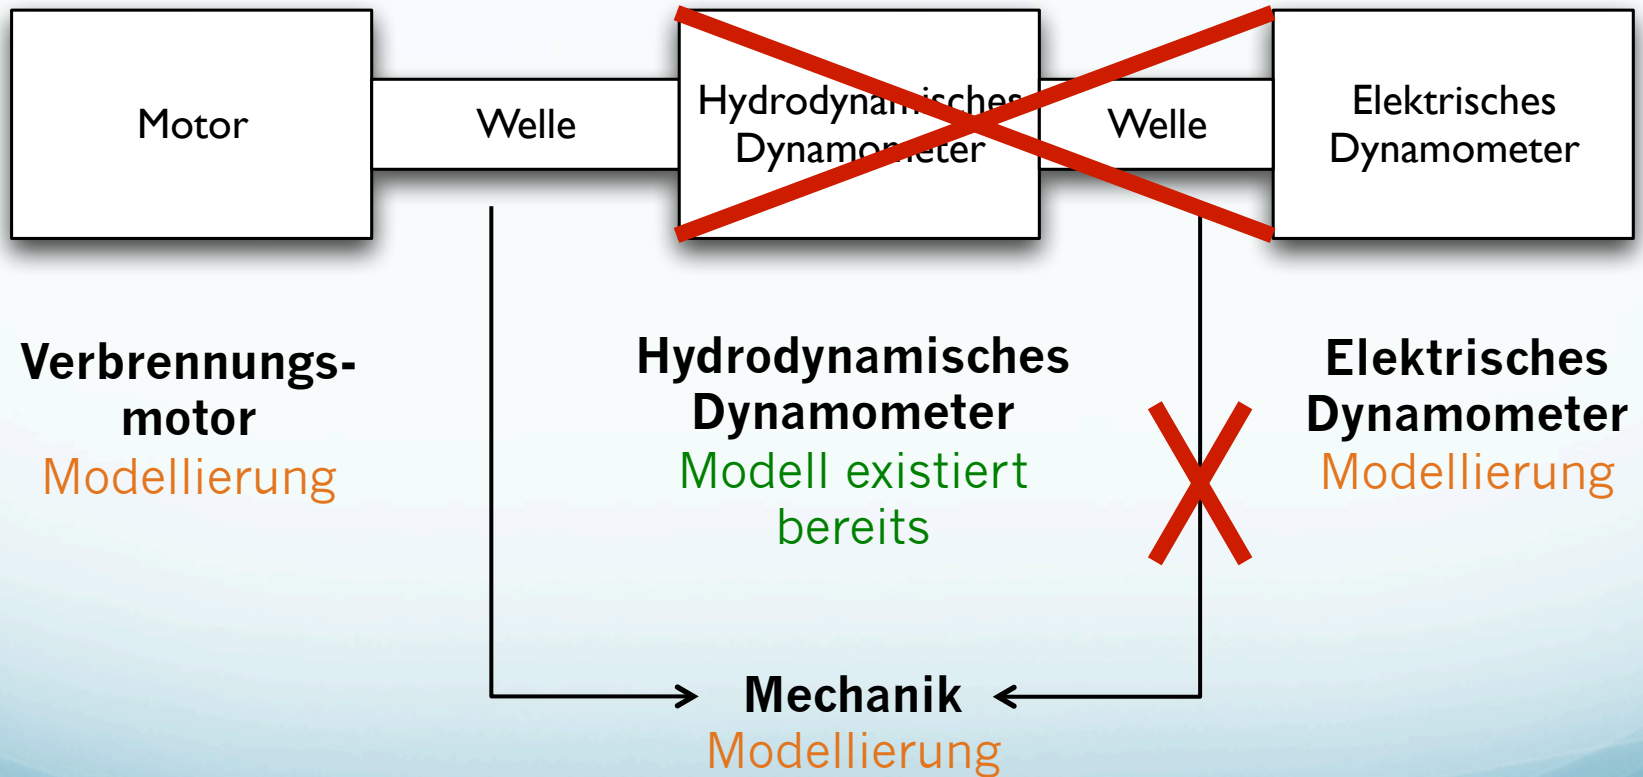 Motor
Welle
Hydrodynamisches
Dynamometer
Welle
Elektrisches
Dynamometer
Verbrennungs-
motor
Modellierung
Hydrodynamisches
Dynamometer
Modell existiert
bereits
Elektrisches
Dynamometer
Modellierung
Mechanik
Modellierung